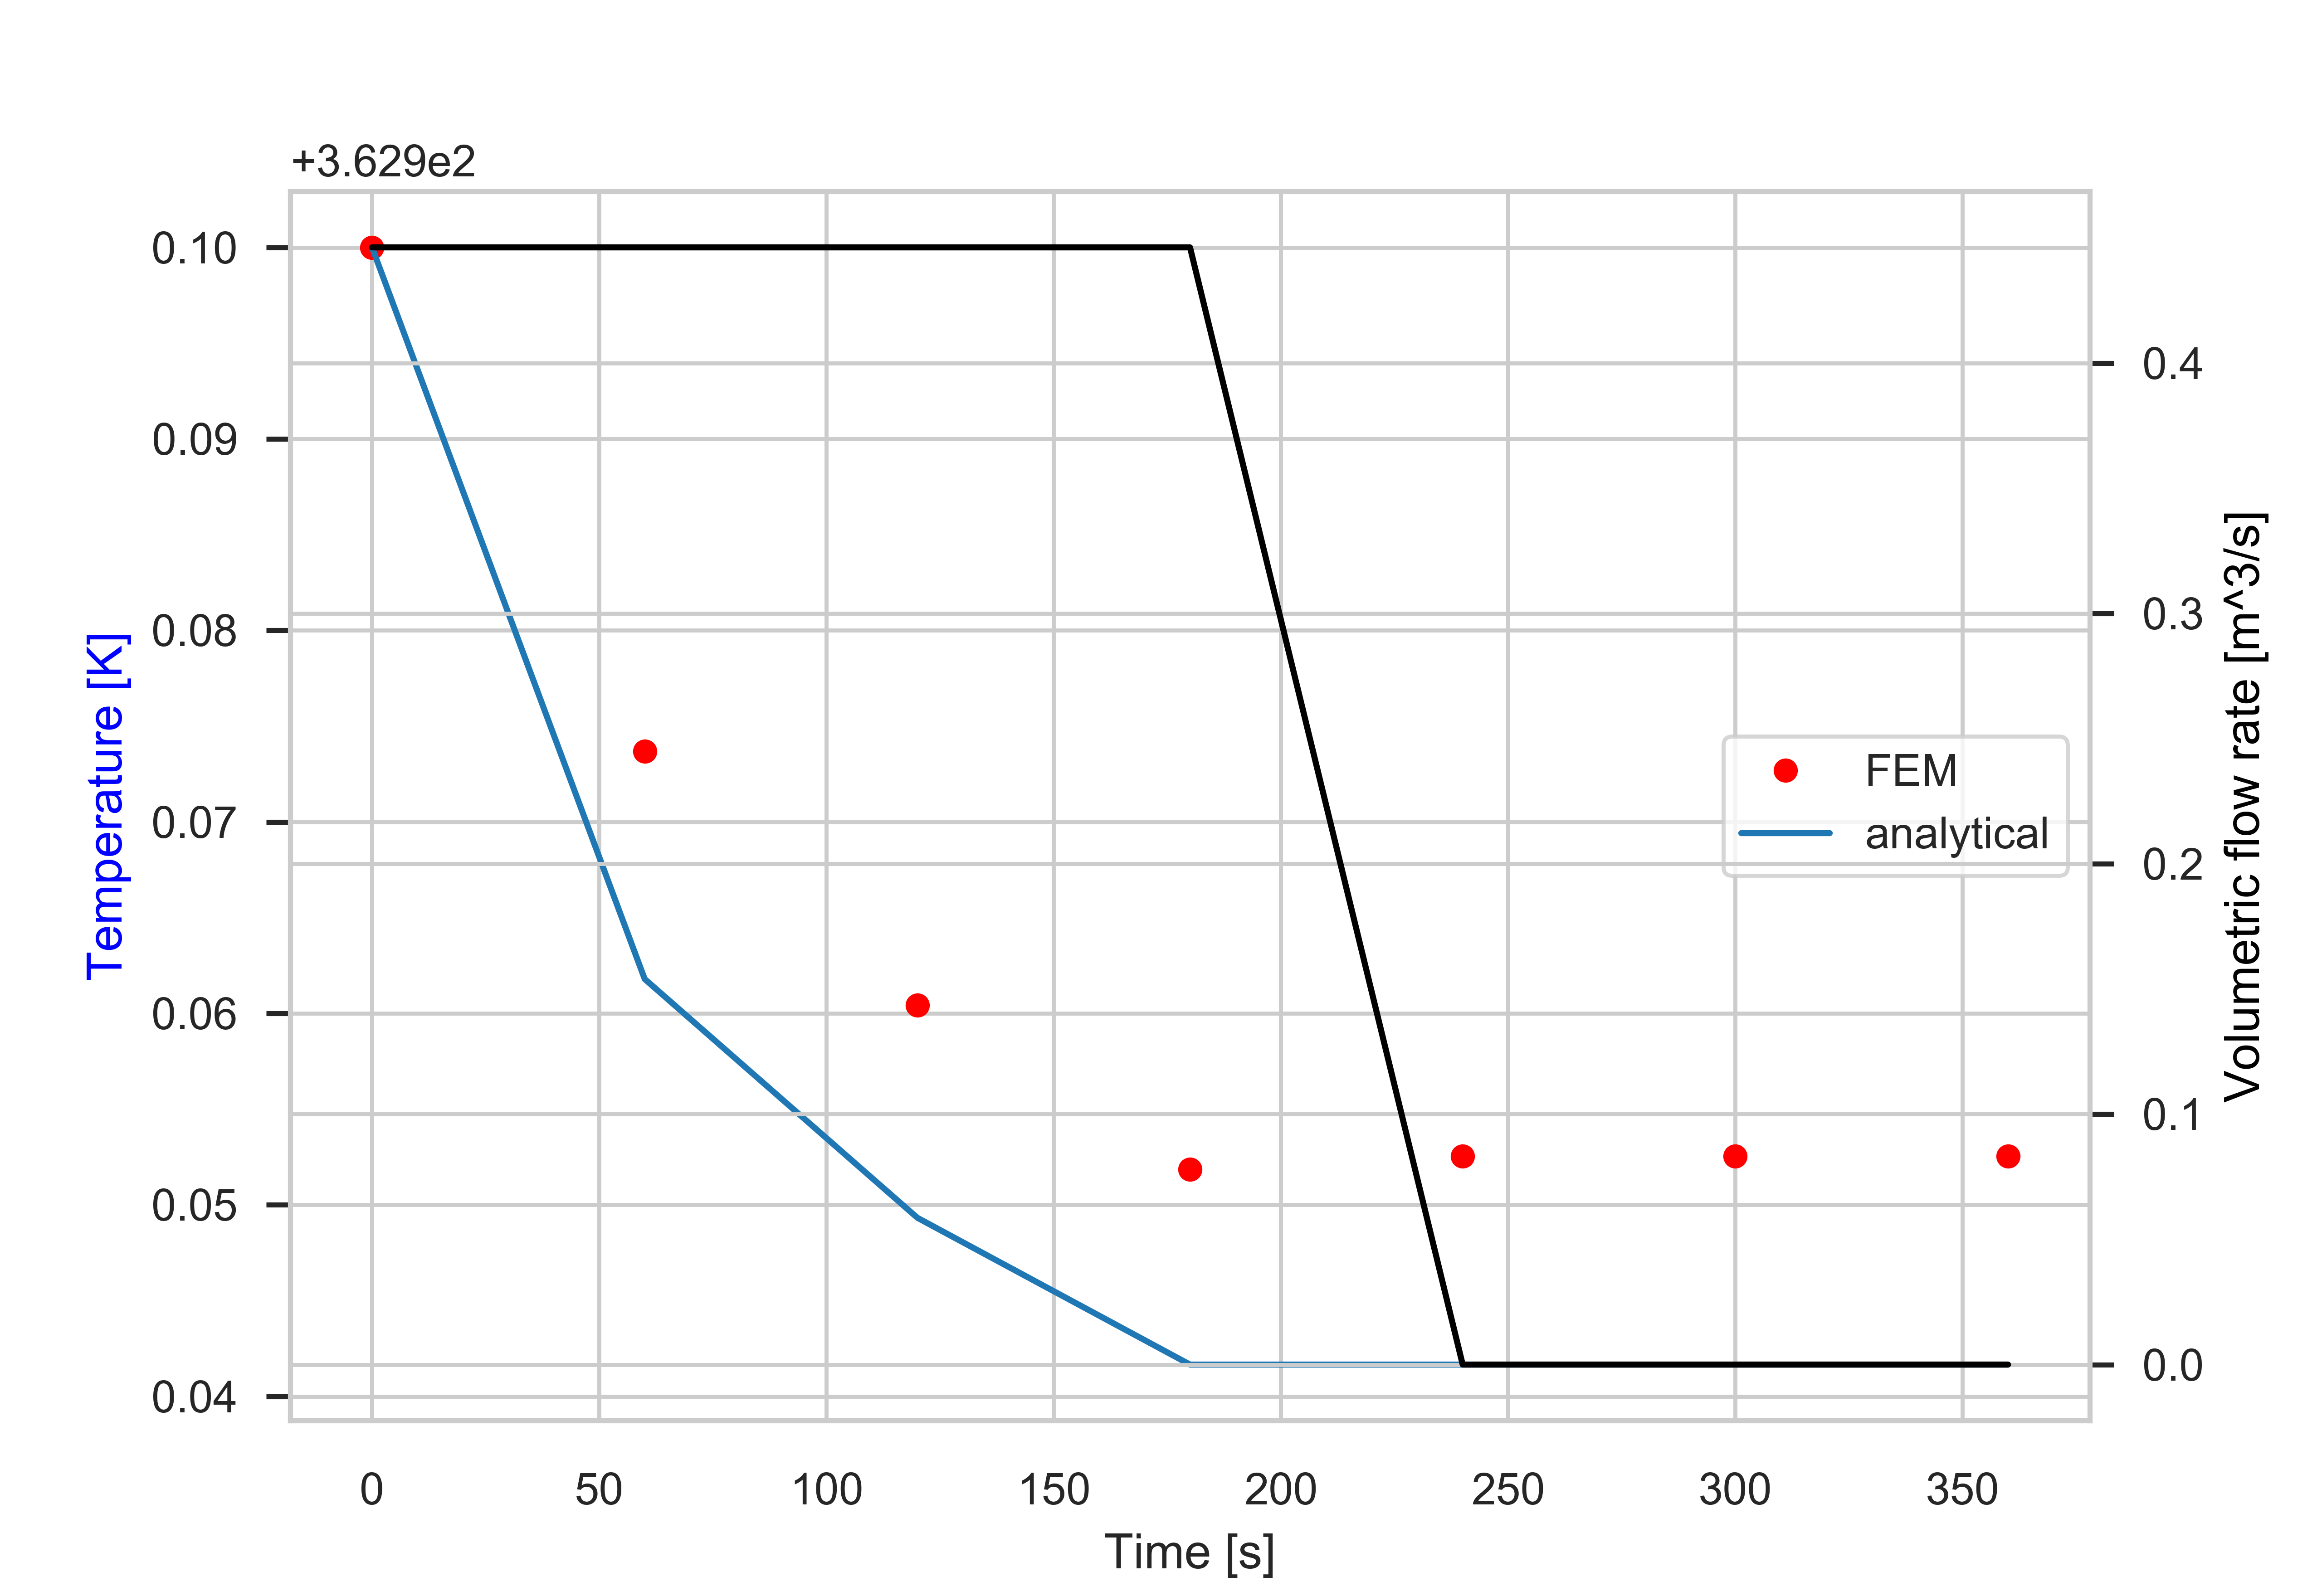 +3.629e2
0.10
0.09
0.08
0.07
0.06
0.05
0.04
Temperature [K]
0.4
0.3
0.2
0.1
0.0
Volumetric flow rate [m^3/s]
FEM
analytical
0 50 100 150 200 250 300 350
Time [s]